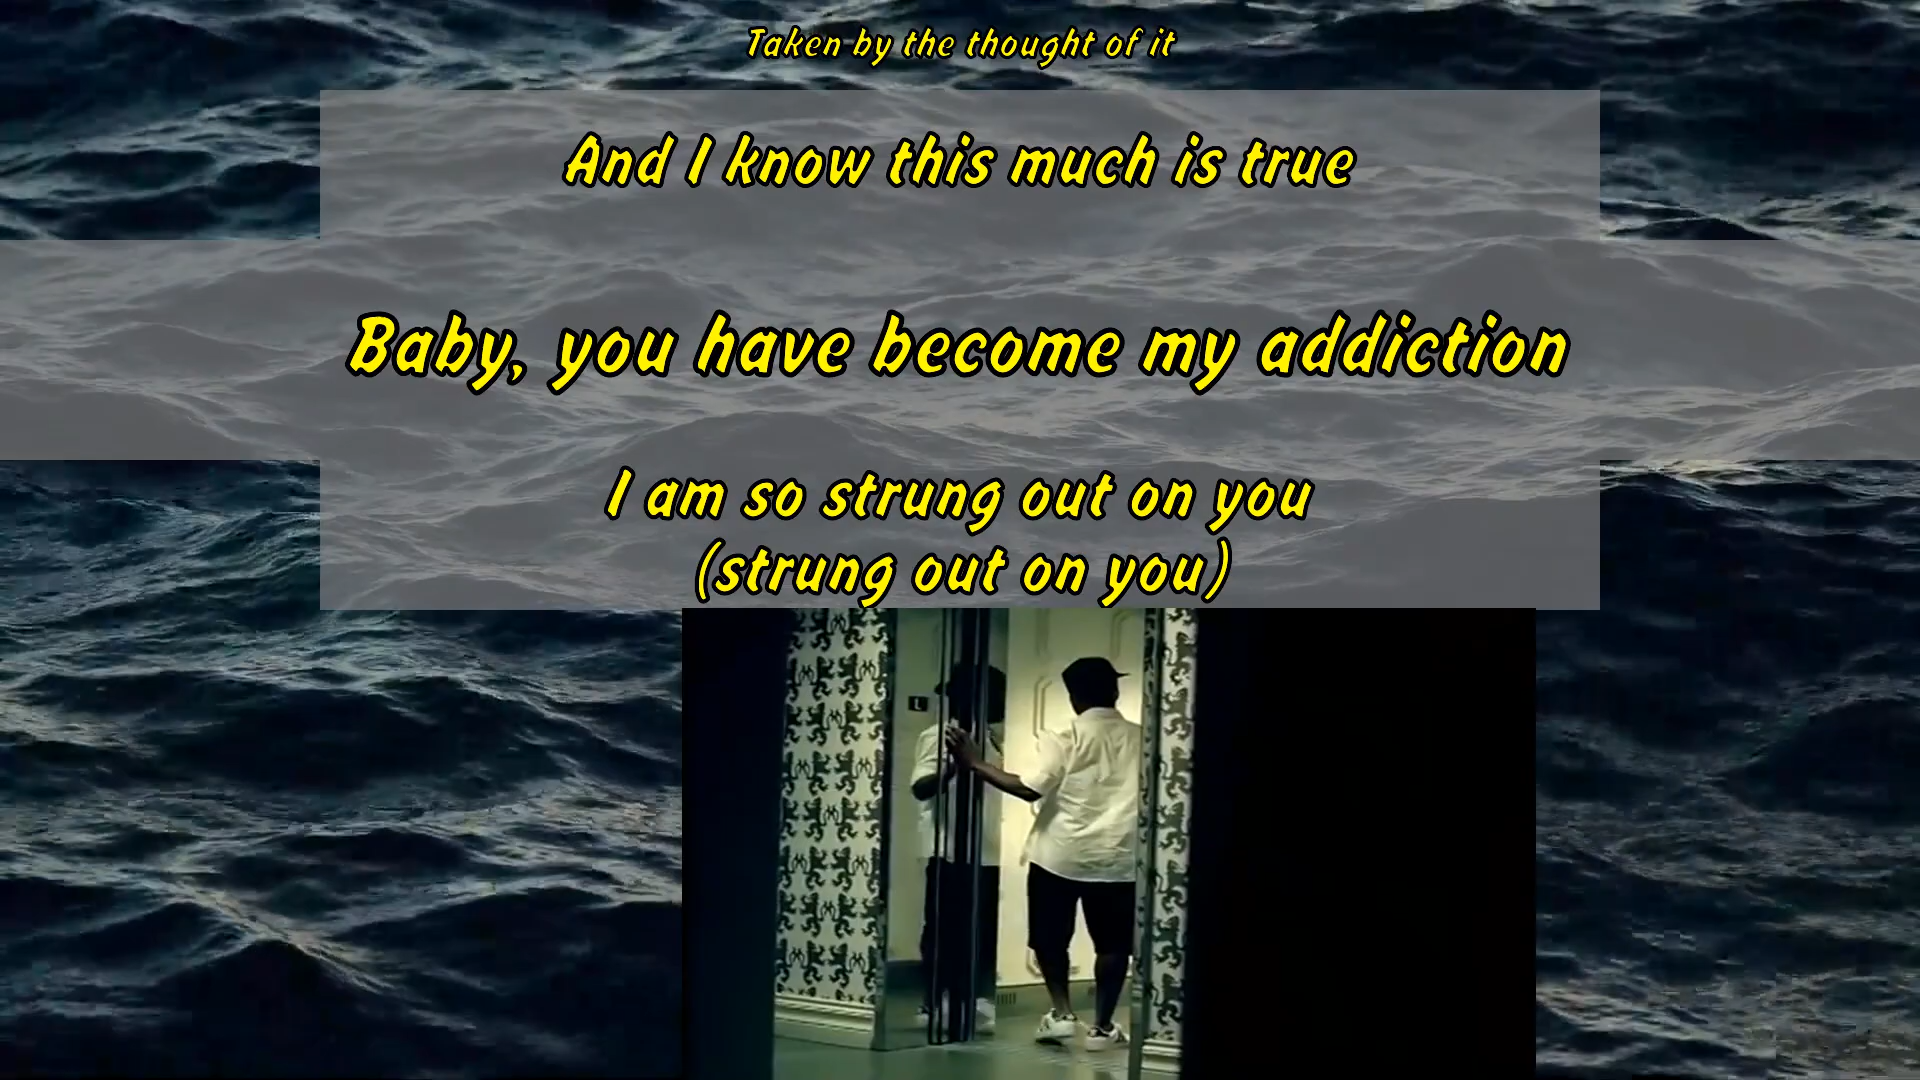 Taken by the thought of it
And I know this much is true
Baby, you have become my addiction
I am so strung out on you
(strung out on you)
L